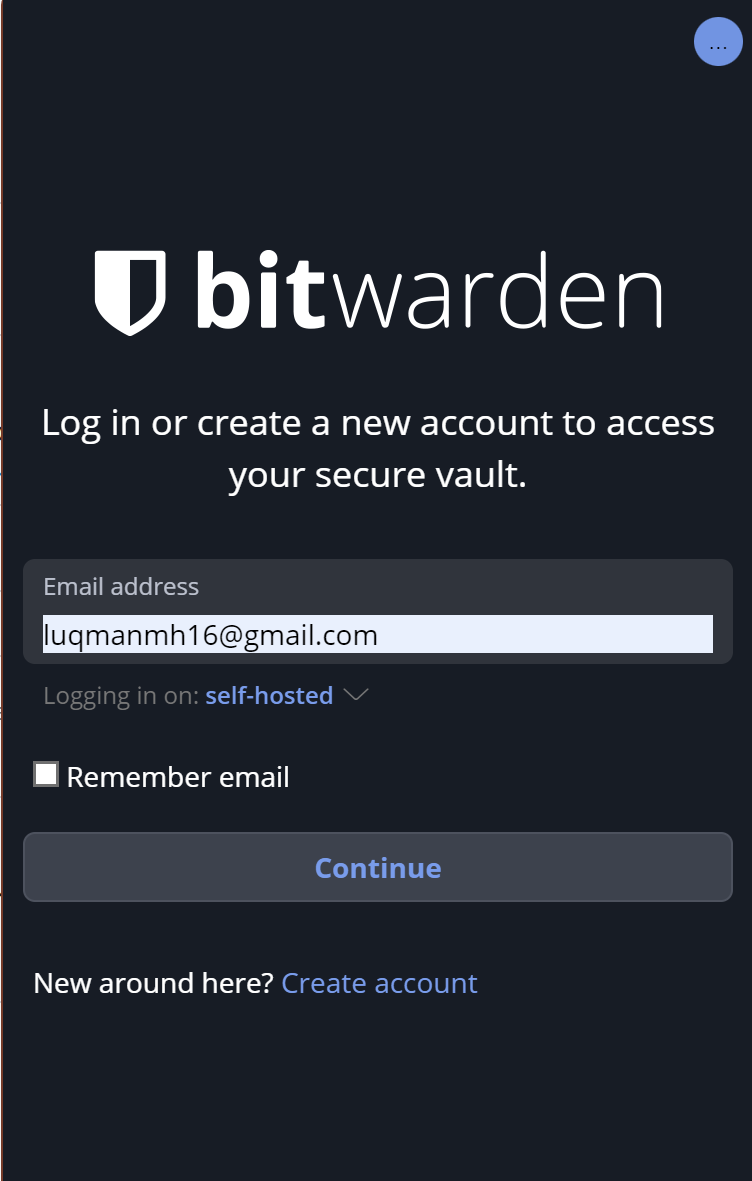 ...
bitwarden
Log in or create a new account to access
your secure vault.
Email address
luqmanmh16@gmail.com
Logging in on: self-hosted
Remember email
Continue
New around here? Create account